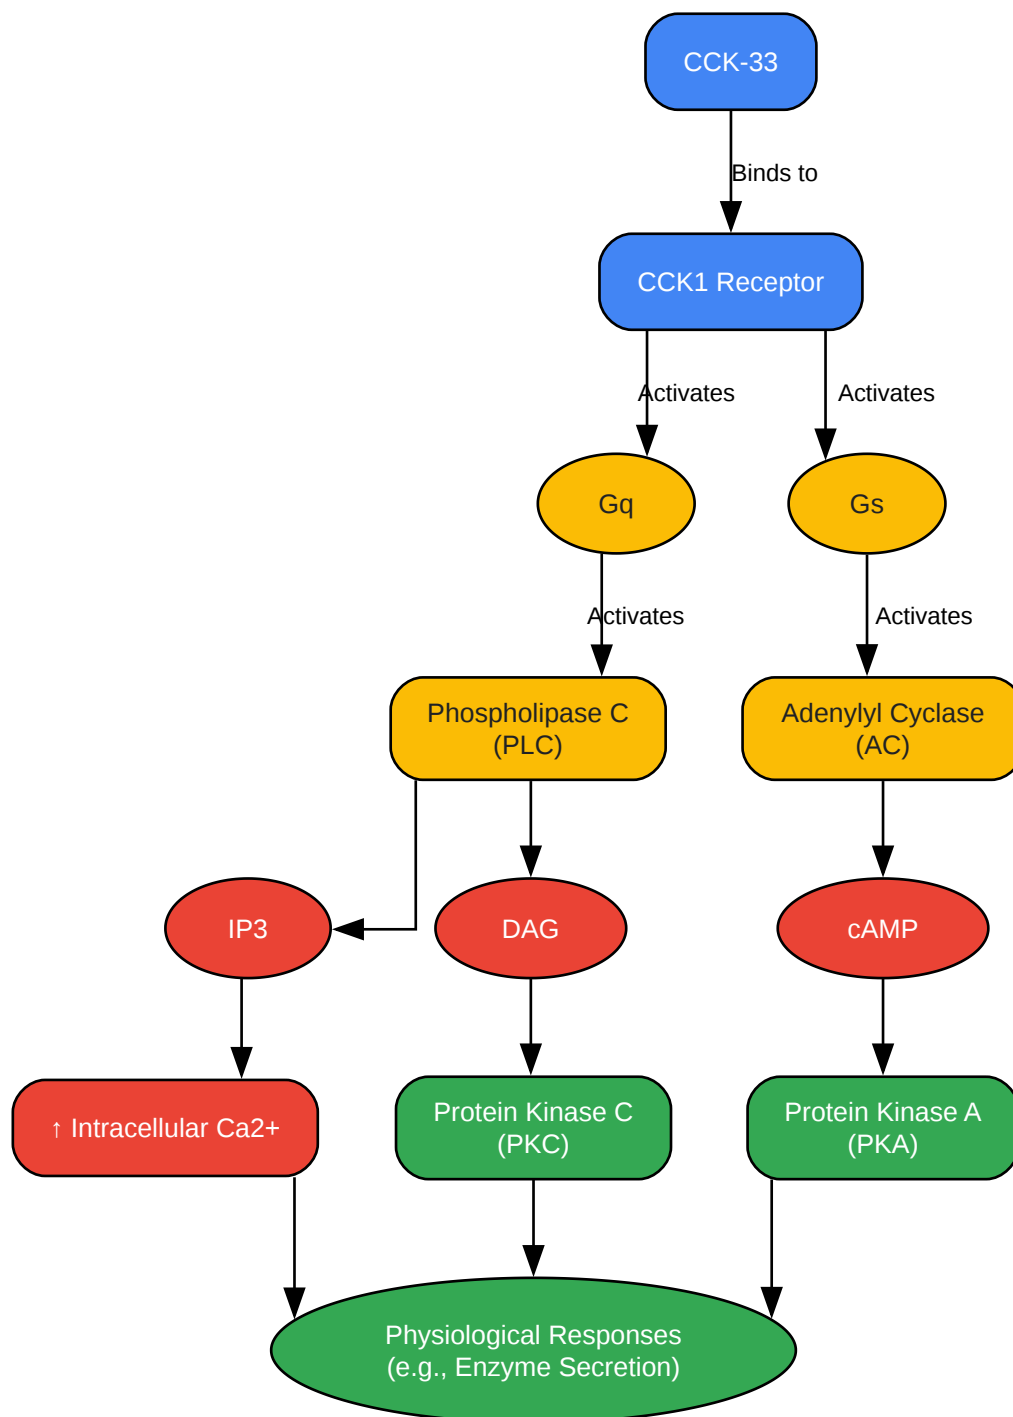 CCK-33
Binds to
CCK1 Receptor
Activates
Activates
Gq
Gs
Activates
Activates
Phospholipase C
(PLC)
Adenylyl Cyclase
(AC)
IP3
DAG
cAMP
↑ Intracellular Ca2+
Protein Kinase C
(PKC)
Protein Kinase A
(PKA)
Physiological Responses
(e.g., Enzyme Secretion)